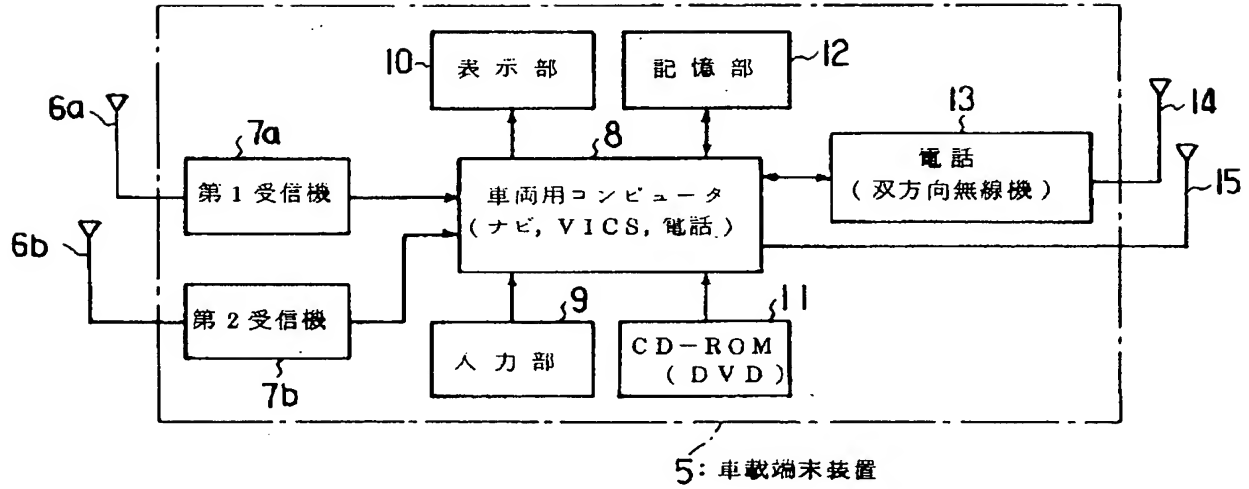 10
表示部
12
記憶部
6a
7a
第1受信機
8
車両用コンピュータ
(ナビ,VICS,電話)
13
電話
(双方向無線機)
14
15
6b
第2受信機
7b
9
入力部
11
CD-ROM
(DVD)
5:車載端末装置